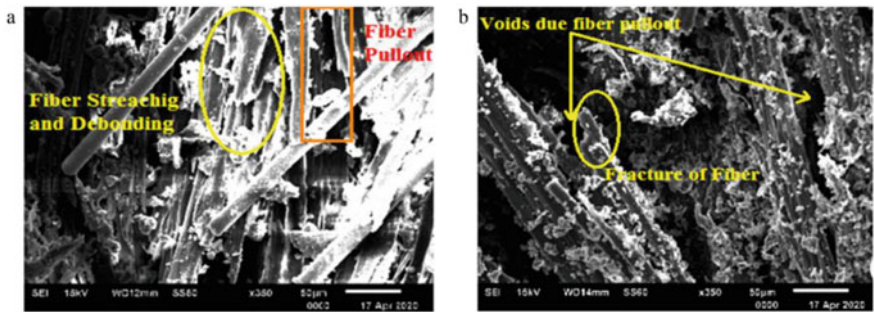 a
Fiber
Pullout
Fiber Streachig
and Debonding
SEI 15kV WD12mm SS60 x350 50µm
0000 17 Apr 2020
b
Voids due fiber pullout
Fracture of Fiber
SEI 15kV WD14mm SS60 x350 50µm
0000 17 Apr 2020